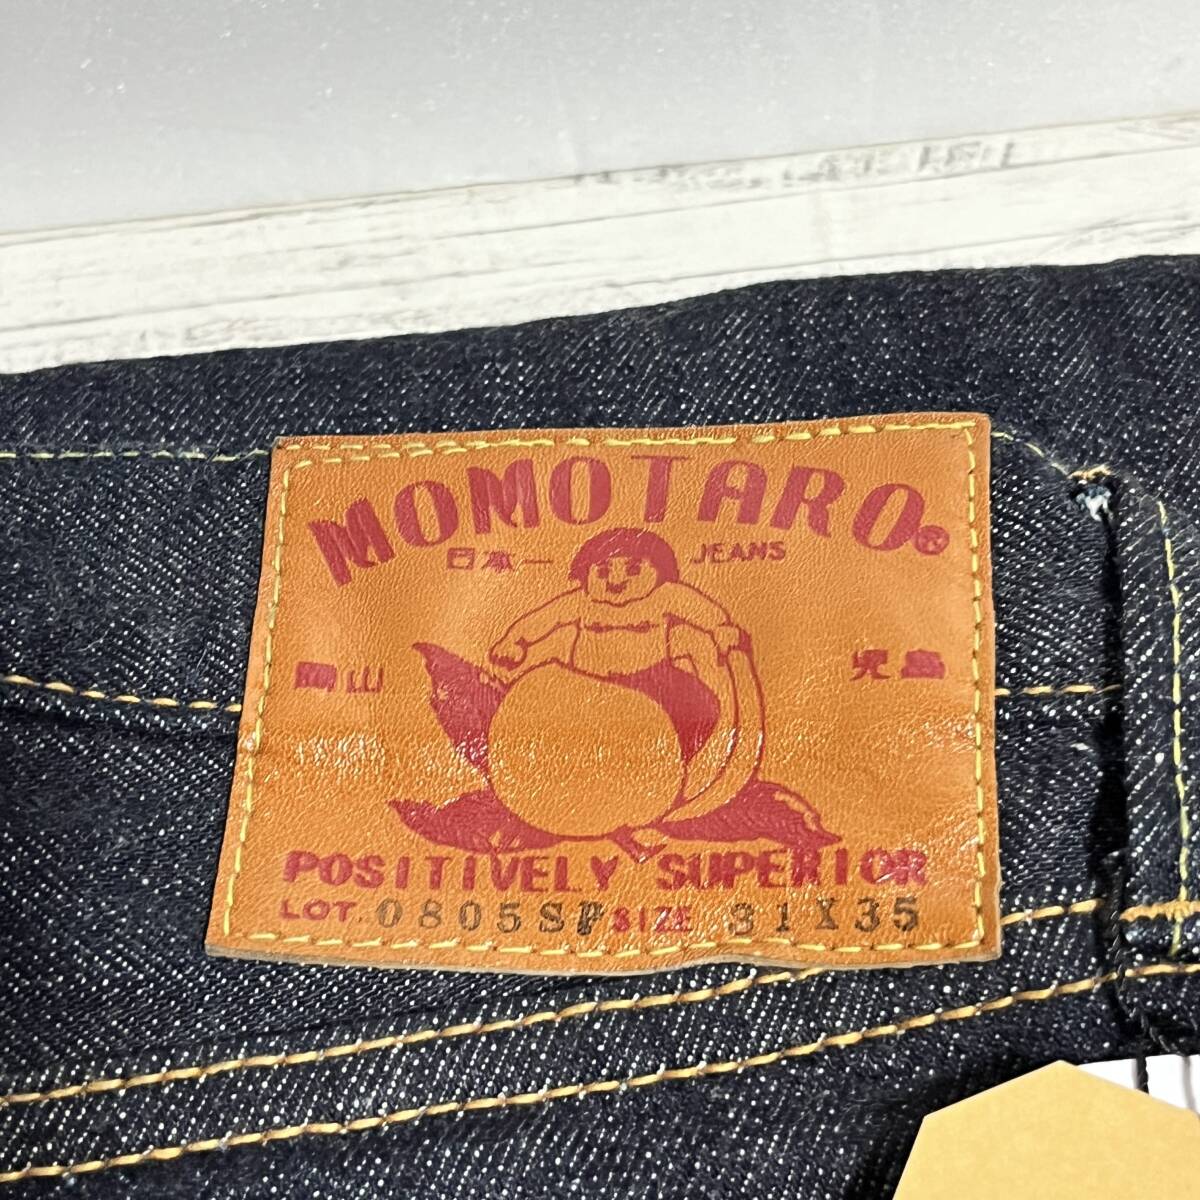 MOMOTARO®
日本一 JEANS
岡山 児島
POSITIVELY SUPERIOR
LOT. 0805SP SIZE 31X35